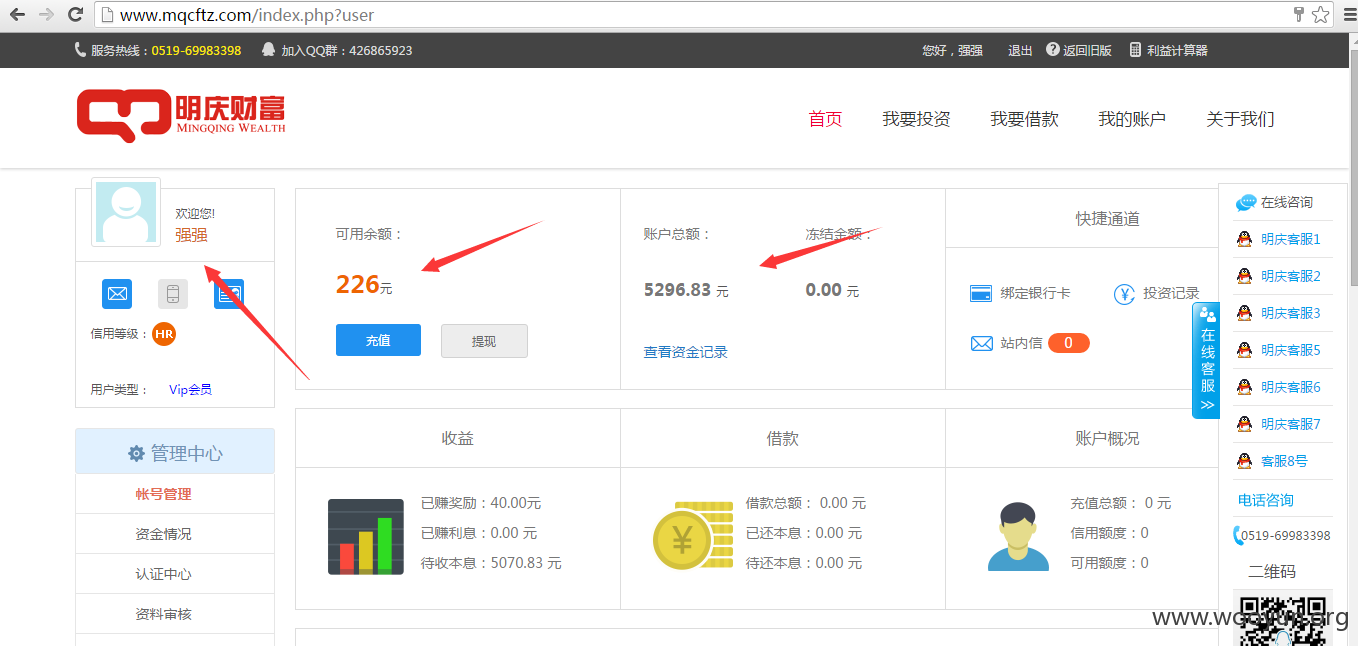 www.mqcftz.com/index.php?user
服务热线：0519-69983398 加入QQ群：426865923 您好，强强 退出 返回旧版 利益计算器
明庆财富
MINGQING WEALTH
首页 我要投资 我要借款 我的账户 关于我们
欢迎您!
强强
信用等级： HR
用户类型： Vip会员
可用余额：
226元
充值 提现
账户总额： 冻结金额：
5296.83 元 0.00 元
查看资金记录
快捷通道
绑定银行卡 投资记录
站内信 0
管理中心
帐号管理
资金情况
认证中心
资料审核
收益
已赚奖励：40.00元
已赚利息：0.00 元
待收本息：5070.83 元
借款
借款总额： 0.00 元
已还本息：0.00 元
待还本息：0.00 元
账户概况
充值总额： 0 元
信用额度：0
可用额度：0
在线客服
>>
在线咨询
明庆客服1
明庆客服2
明庆客服3
明庆客服5
明庆客服6
明庆客服7
客服8号
电话咨询
0519-69983398
二维码
www.wooyun.org